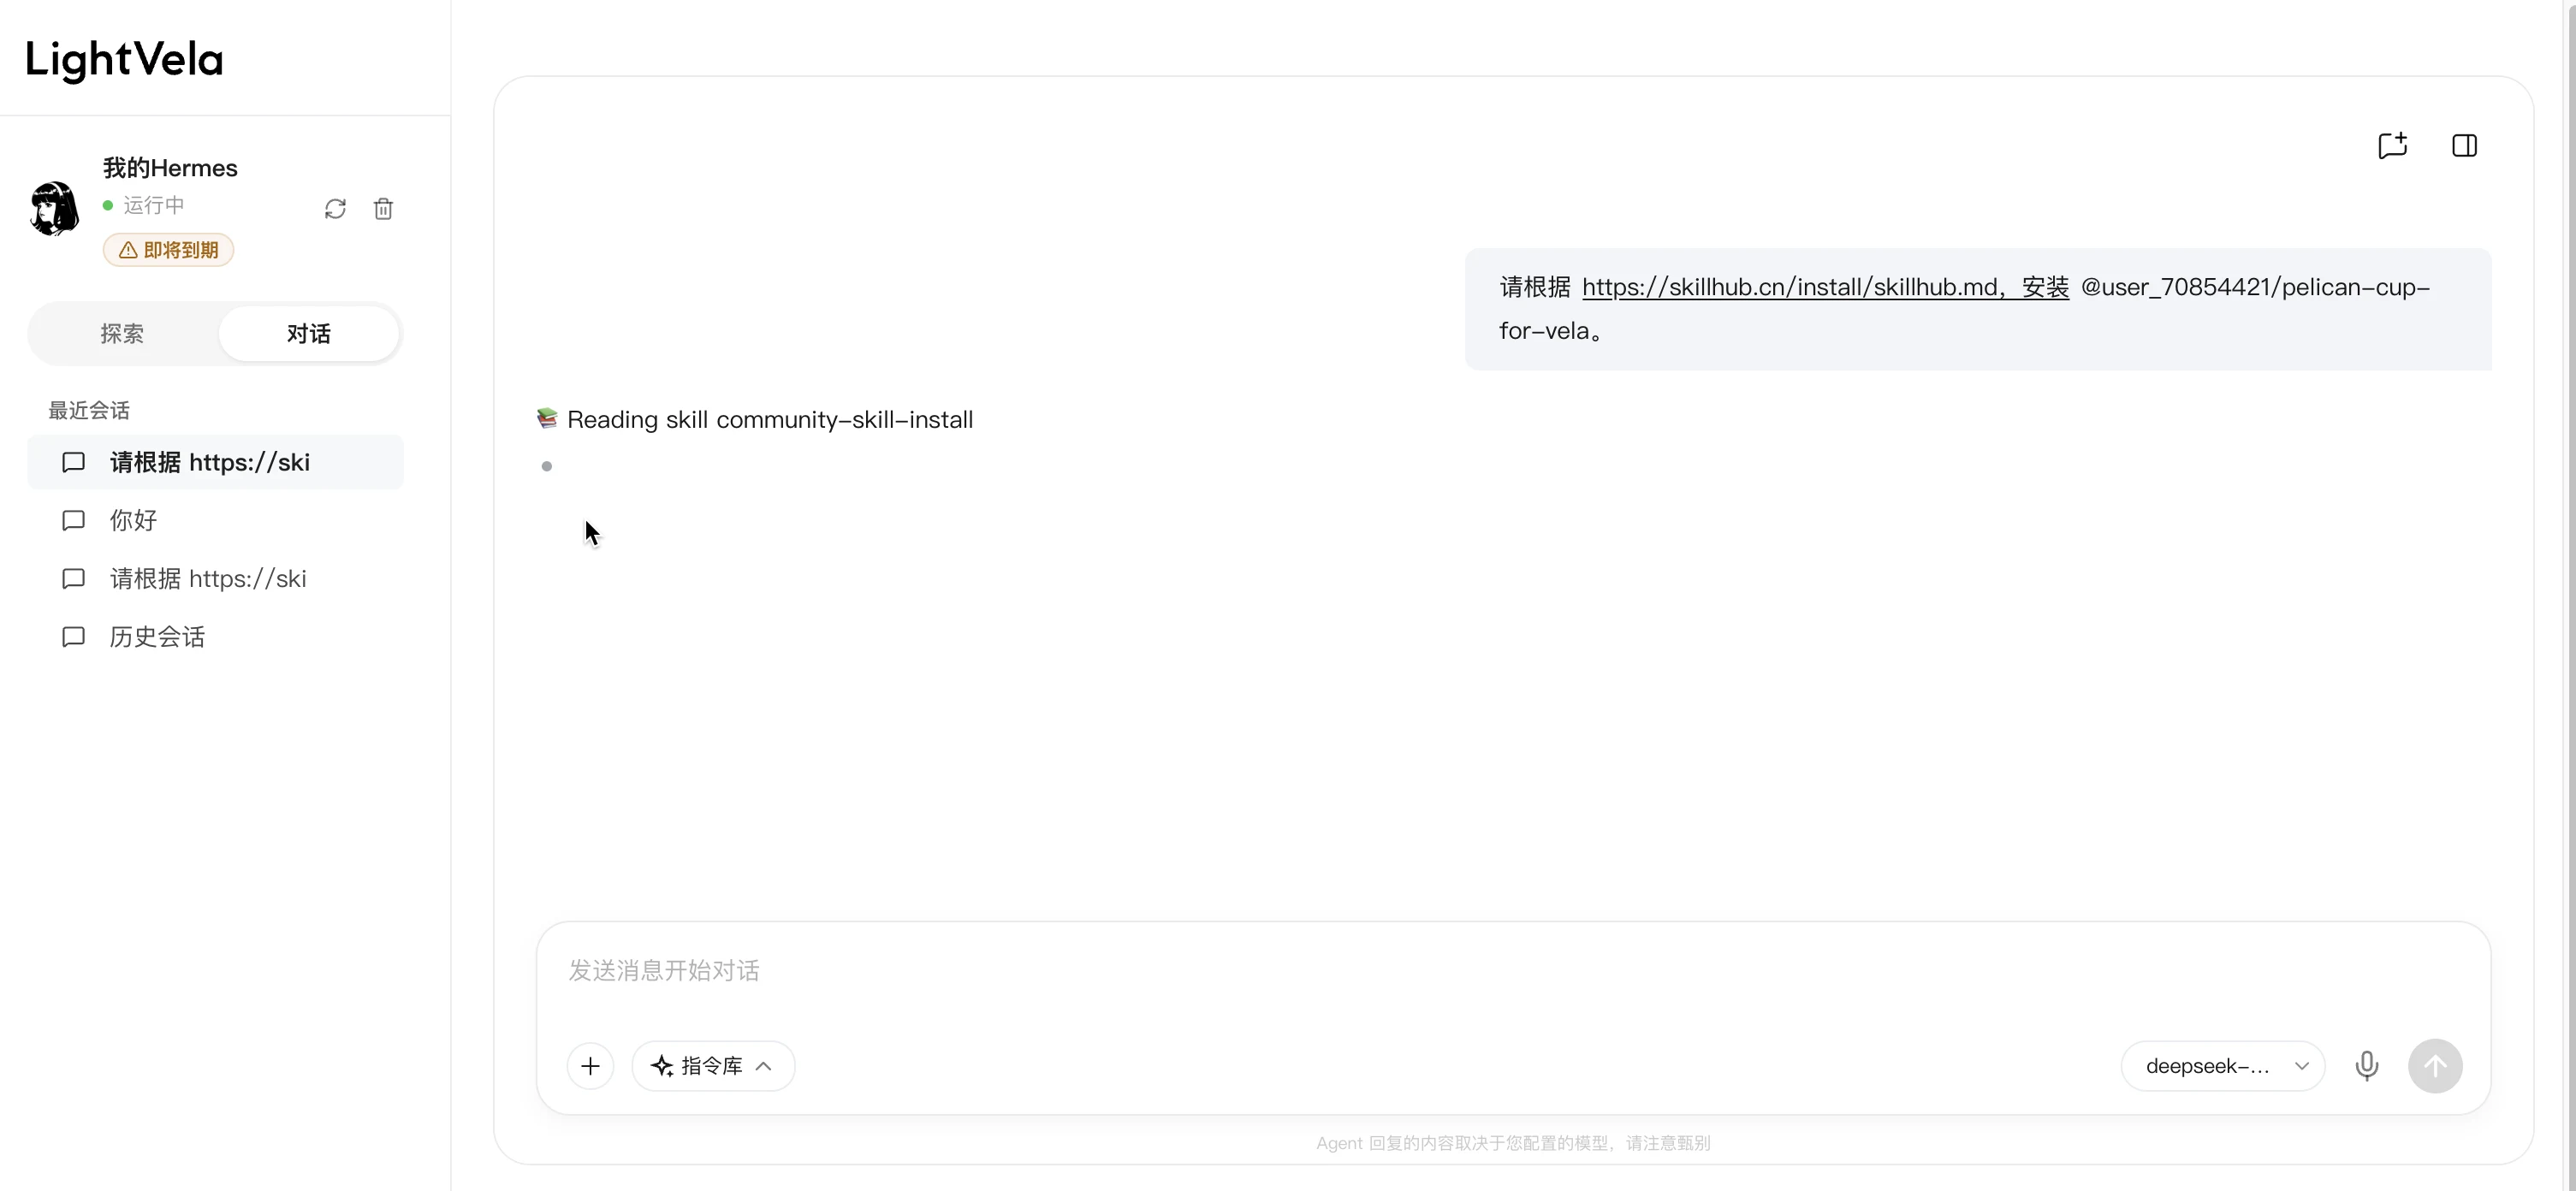 LightVela
我的Hermes
运行中
即将到期
探索
对话
最近会话
请根据 https://ski
你好
请根据 https://ski
历史会话
请根据 https://skillhub.cn/install/skillhub.md，安装 @user_70854421/pelican-cup-
for-vela。
Reading skill community-skill-install
发送消息开始对话
指令库
deepseek-...
Agent 回复的内容取决于您配置的模型，请注意甄别